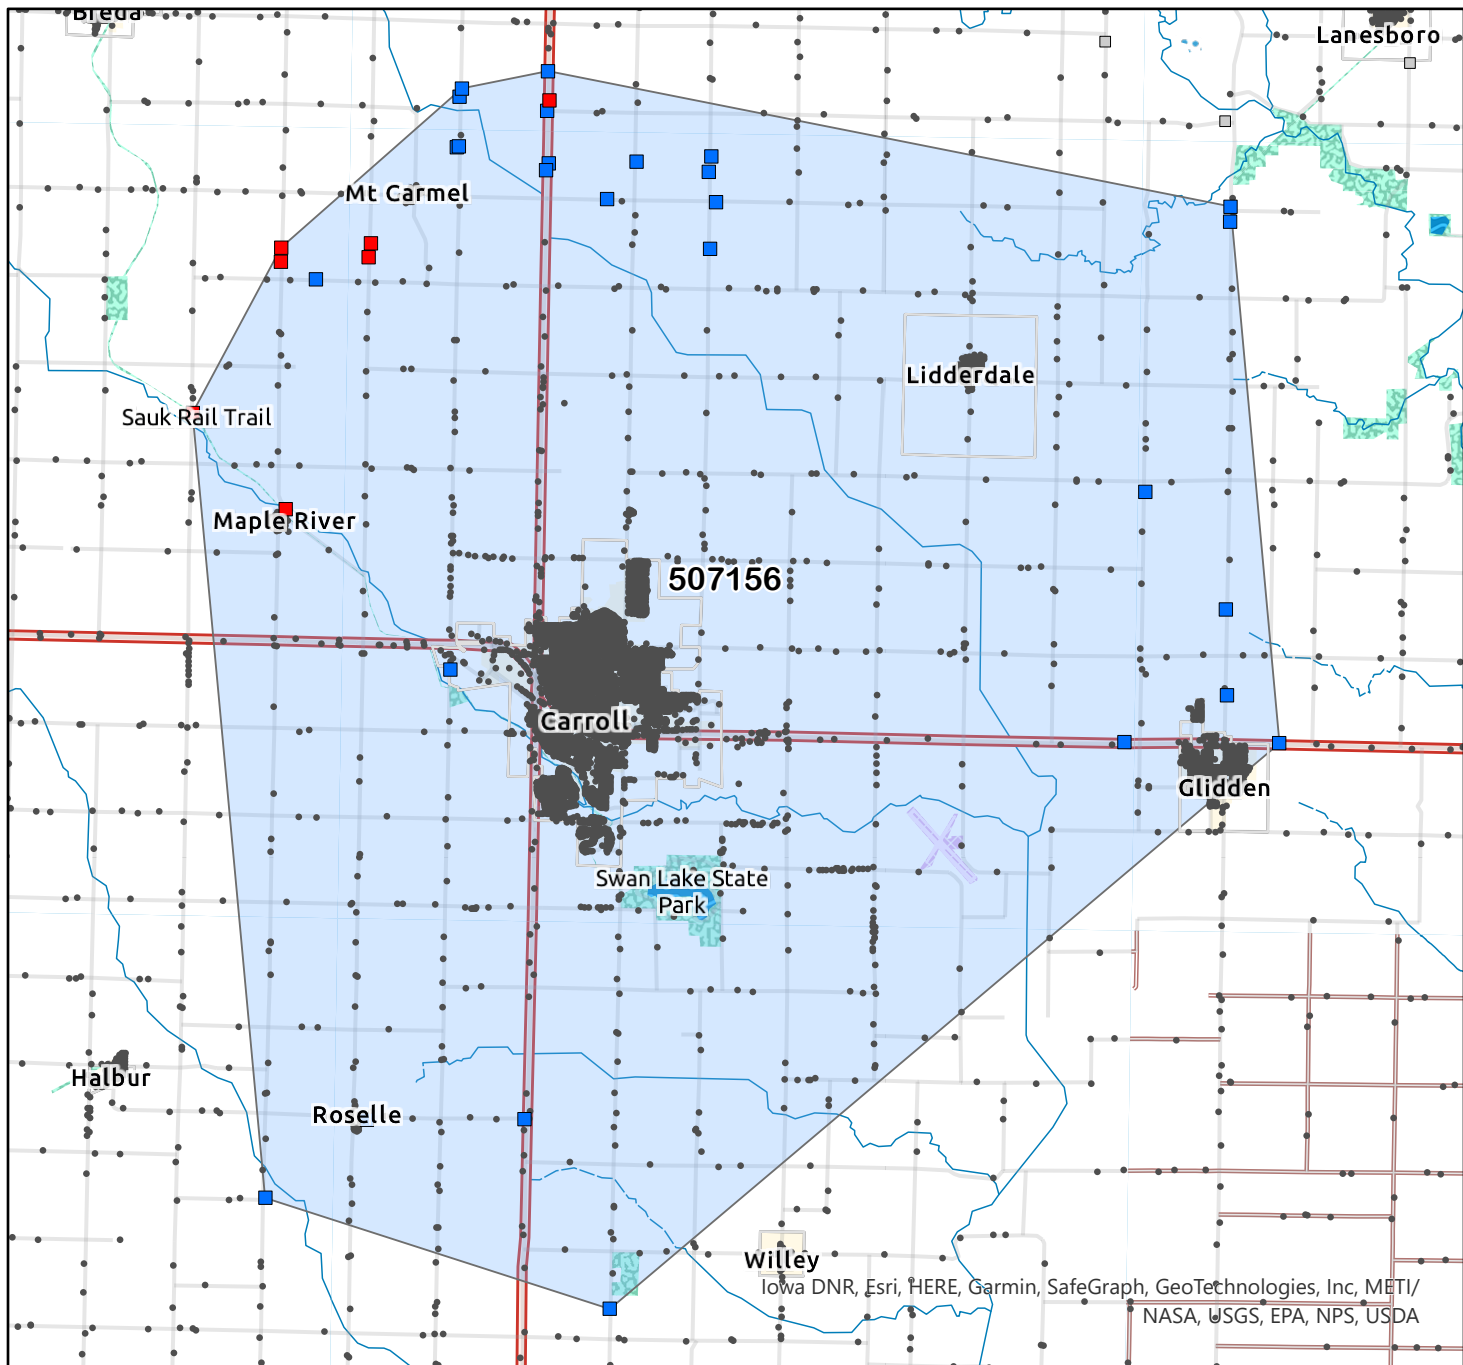 Breda
Lanesboro
Mt Carmel
Lidderdale
Sauk Rail Trail
Maple River
507156
Carroll
Glidden
Swan Lake State
Park
Halbur
Roselle
Willey
Iowa DNR, Esri, HERE, Garmin, SafeGraph, GeoTechnologies, Inc, METI/
NASA, USGS, EPA, NPS, USDA